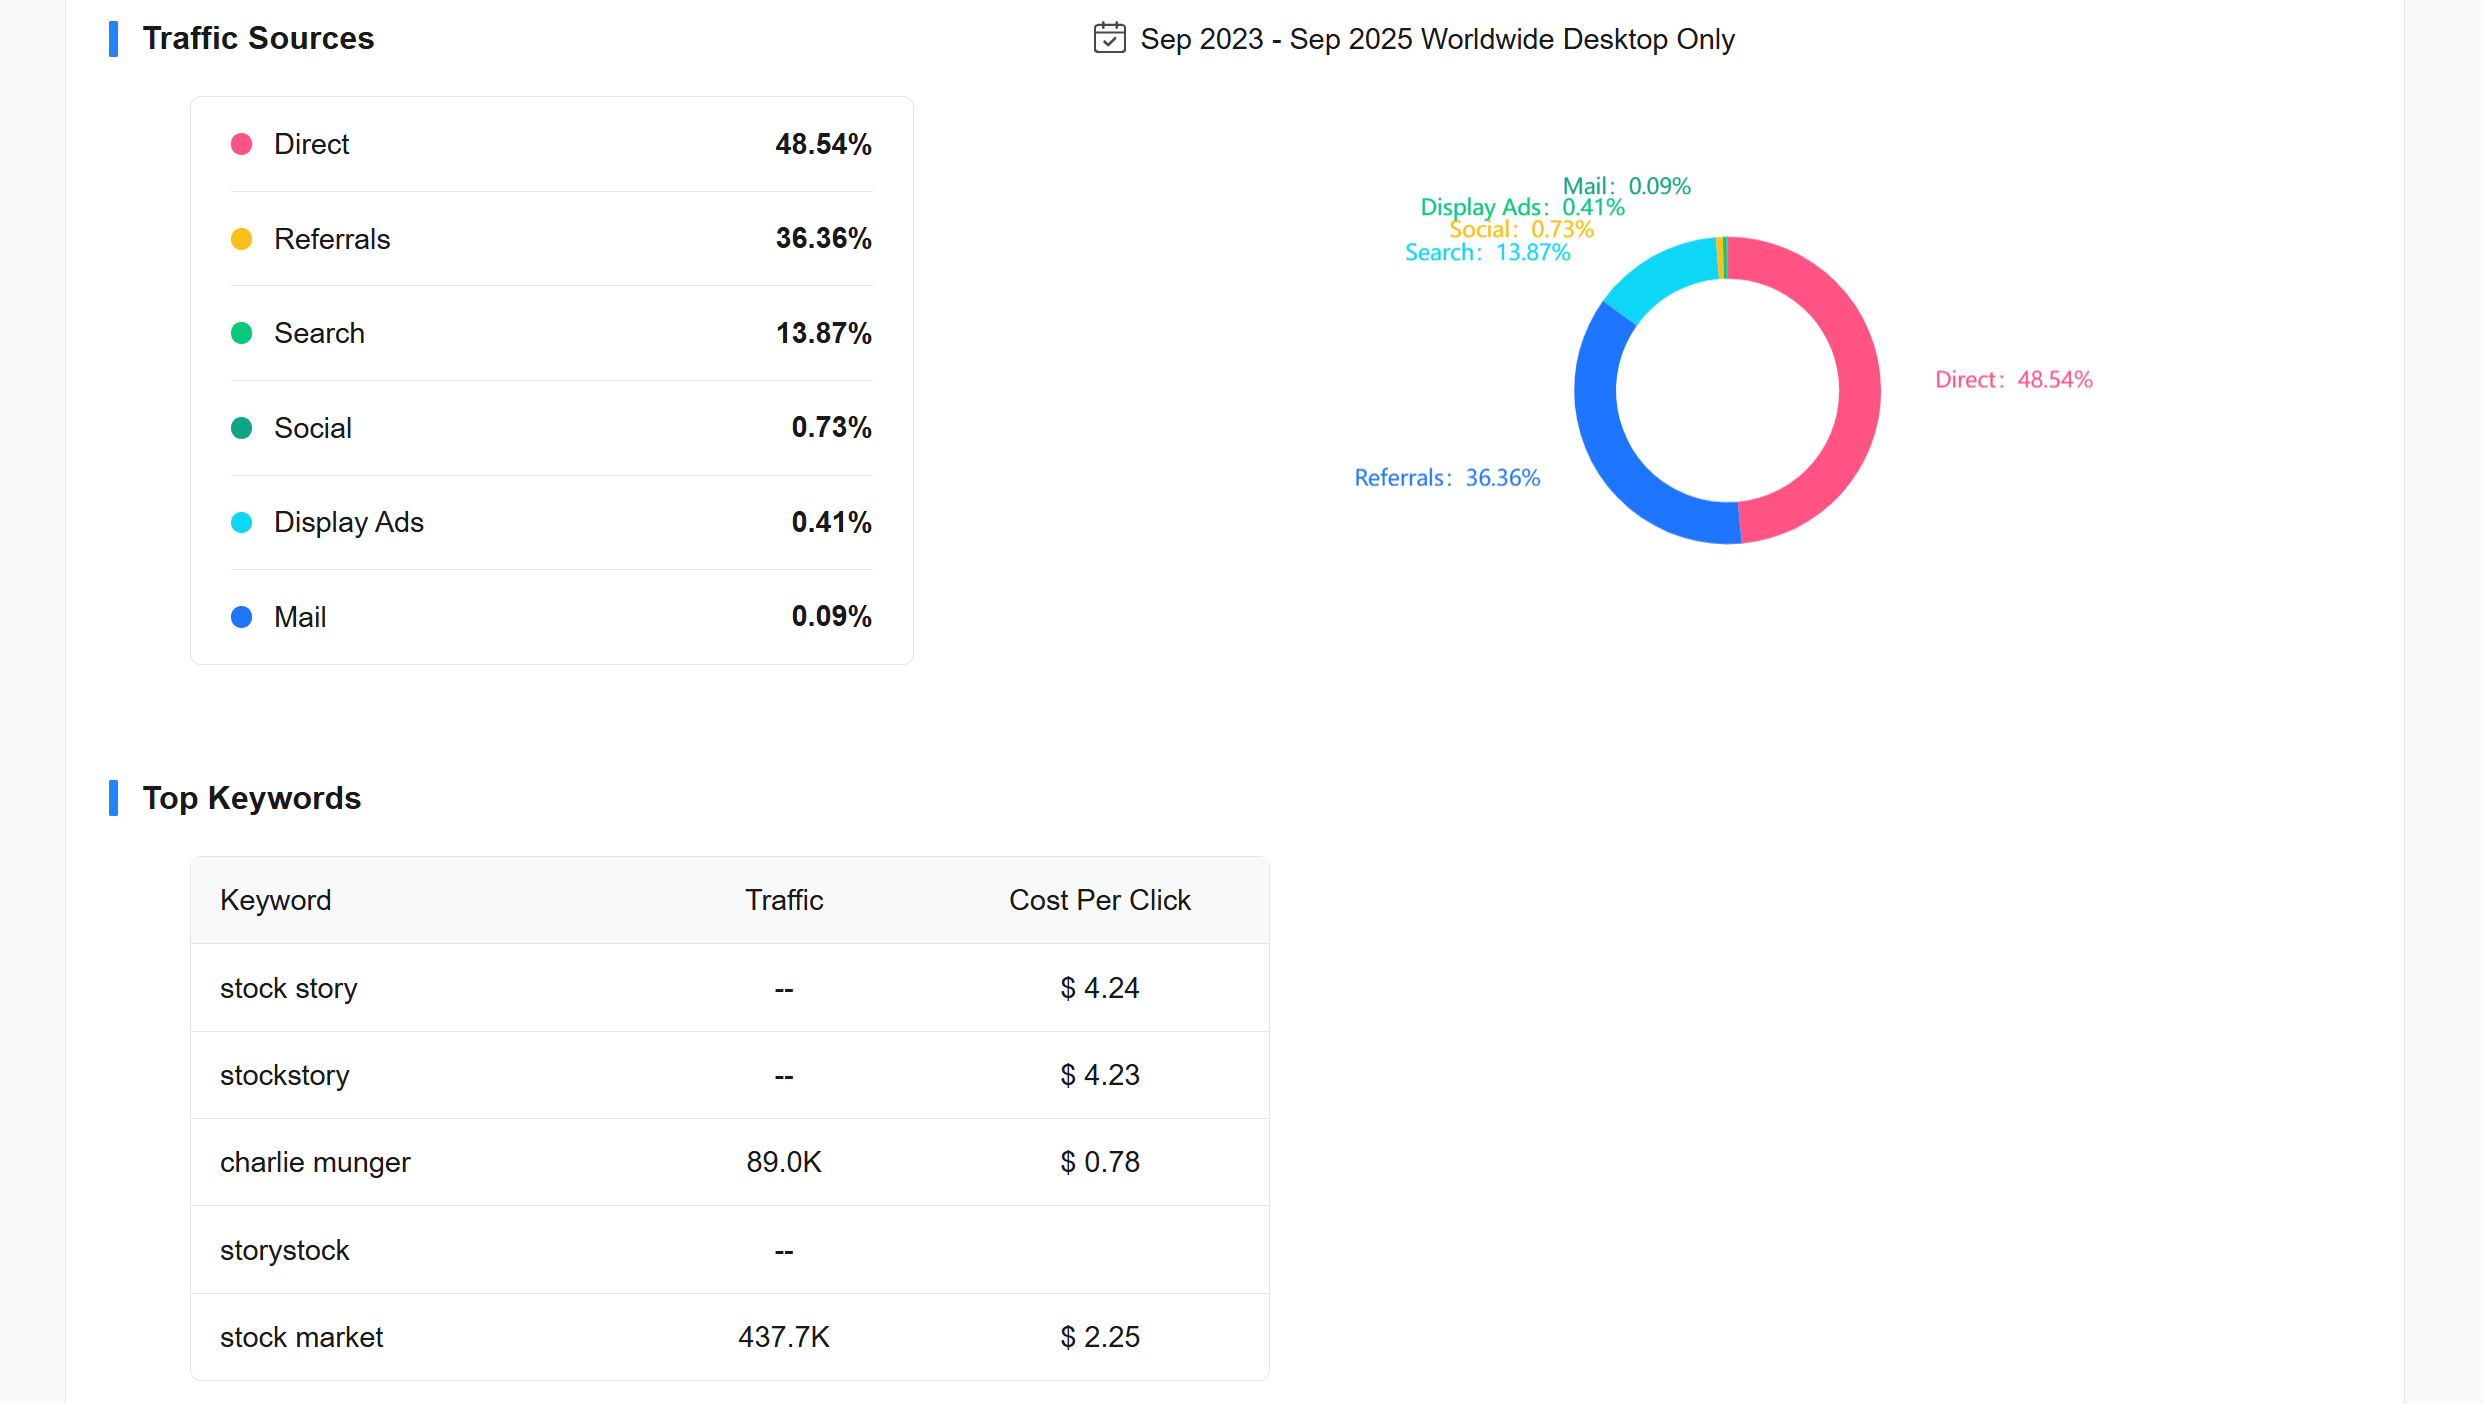 Traffic Sources
Sep 2023 - Sep 2025 Worldwide Desktop Only
Direct 48.54%
Referrals 36.36%
Search 13.87%
Social 0.73%
Display Ads 0.41%
Mail 0.09%
Mail: 0.09%
Display Ads: 0.41%
Social: 0.73%
Search: 13.87%
Direct: 48.54%
Referrals: 36.36%
Top Keywords
Keyword Traffic Cost Per Click
stock story -- $ 4.24
stockstory -- $ 4.23
charlie munger 89.0K $ 0.78
storystock --
stock market 437.7K $ 2.25